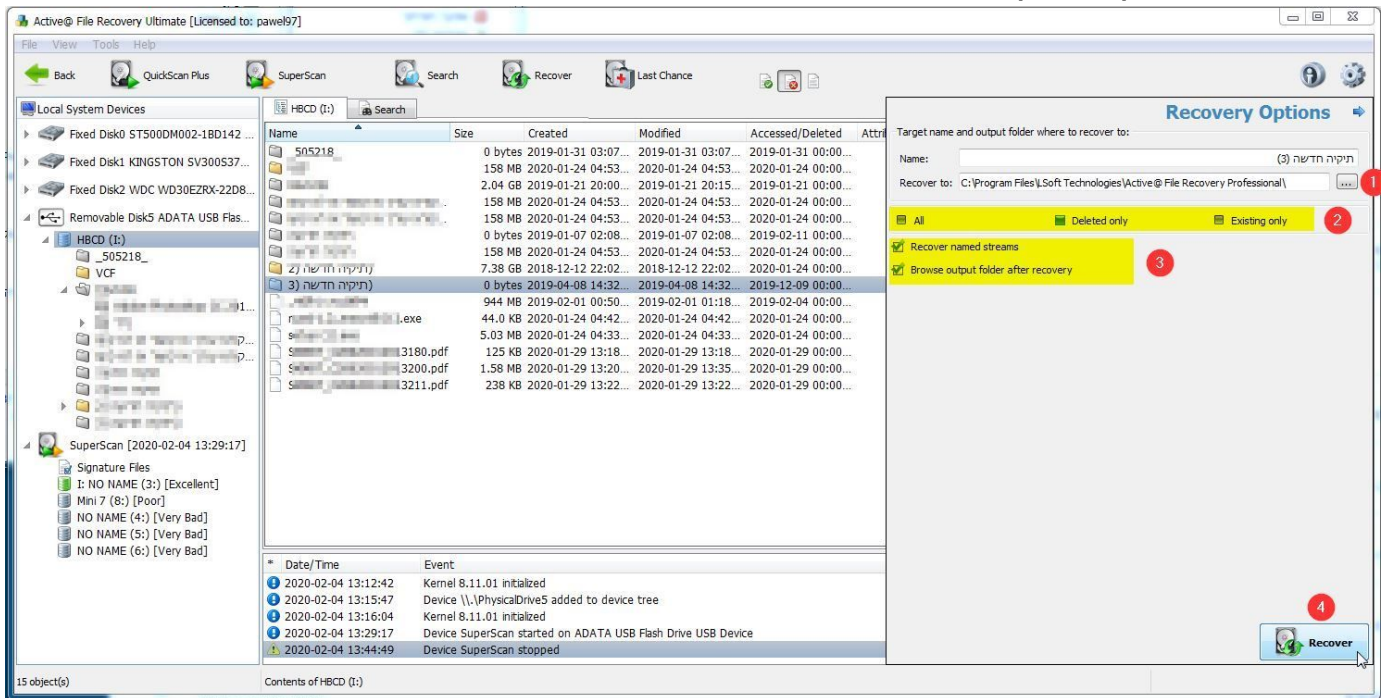 Active@ File Recovery Ultimate [Licensed to: pawel97]
File View Tools Help
Back QuickScan Plus SuperScan Search Recover Last Chance
Local System Devices
Fixed Disk0 ST500DM002-1BD142 ...
Fixed Disk1 KINGSTON SV300S37...
Fixed Disk2 WDC WD30EZRX-22D8...
Removable Disk5 ADATA USB Flas...
HBCD (I:)
_505218_
VCF
91...
ק...
ק...
SuperScan [2020-02-04 13:29:17]
Signature Files
I: NO NAME (3:) [Excellent]
Mini 7 (8:) [Poor]
NO NAME (4:) [Very Bad]
NO NAME (5:) [Very Bad]
NO NAME (6:) [Very Bad]
HBCD (I:) Search
Name Size Created Modified Accessed/Deleted Attri
_505218_ 0 bytes 2019-01-31 03:07... 2019-01-31 03:07... 2019-01-31 00:00...
158 MB 2020-01-24 04:53... 2020-01-24 04:53... 2020-01-24 00:00...
2.04 GB 2019-01-21 20:00... 2019-01-21 20:15... 2019-01-21 00:00...
158 MB 2020-01-24 04:53... 2020-01-24 04:53... 2020-01-24 00:00...
158 MB 2020-01-24 04:53... 2020-01-24 04:53... 2020-01-24 00:00...
0 bytes 2019-01-07 02:08... 2019-01-07 02:08... 2019-02-11 00:00...
158 MB 2020-01-24 04:53... 2020-01-24 04:53... 2020-01-24 00:00...
תיקיה חדשה (2) 7.38 GB 2018-12-12 22:02... 2018-12-12 22:02... 2020-01-24 00:00...
תיקיה חדשה (3) 0 bytes 2019-04-08 14:32... 2019-04-08 14:32... 2019-12-09 00:00...
944 MB 2019-02-01 00:50... 2019-02-01 01:18... 2019-02-04 00:00...
.exe 44.0 KB 2020-01-24 04:42... 2020-01-24 04:42... 2020-01-24 00:00...
5.03 MB 2020-01-24 04:33... 2020-01-24 04:33... 2020-01-24 00:00...
3180.pdf 125 KB 2020-01-29 13:18... 2020-01-29 13:18... 2020-01-29 00:00...
3200.pdf 1.58 MB 2020-01-29 13:20... 2020-01-29 13:35... 2020-01-29 00:00...
3211.pdf 238 KB 2020-01-29 13:22... 2020-01-29 13:22... 2020-01-29 00:00...
* Date/Time Event
2020-02-04 13:12:42 Kernel 8.11.01 initialized
2020-02-04 13:15:47 Device \\.\PhysicalDrive5 added to device tree
2020-02-04 13:16:04 Kernel 8.11.01 initialized
2020-02-04 13:29:17 Device SuperScan started on ADATA USB Flash Drive USB Device
2020-02-04 13:44:49 Device SuperScan stopped
Recovery Options
Target name and output folder where to recover to:
Name: תיקיה חדשה (3)
Recover to: C:\Program Files\LSoft Technologies\Active@ File Recovery Professional\ ... 1
All Deleted only Existing only 2
Recover named streams
3
Browse output folder after recovery
4
Recover
15 object(s) Contents of HBCD (I:)